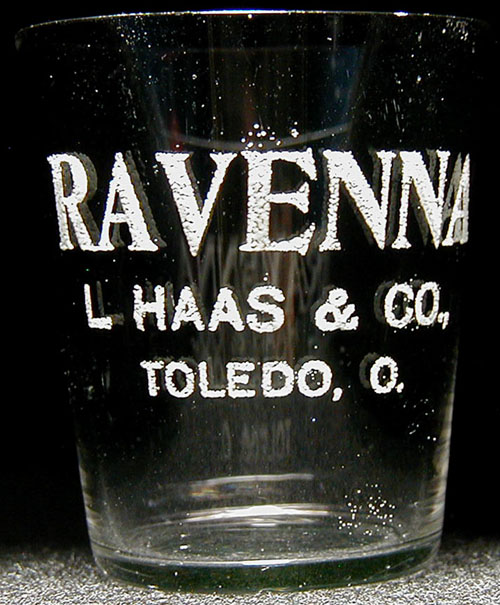 RAVENNA
L HAAS & CO.,
TOLEDO, O.